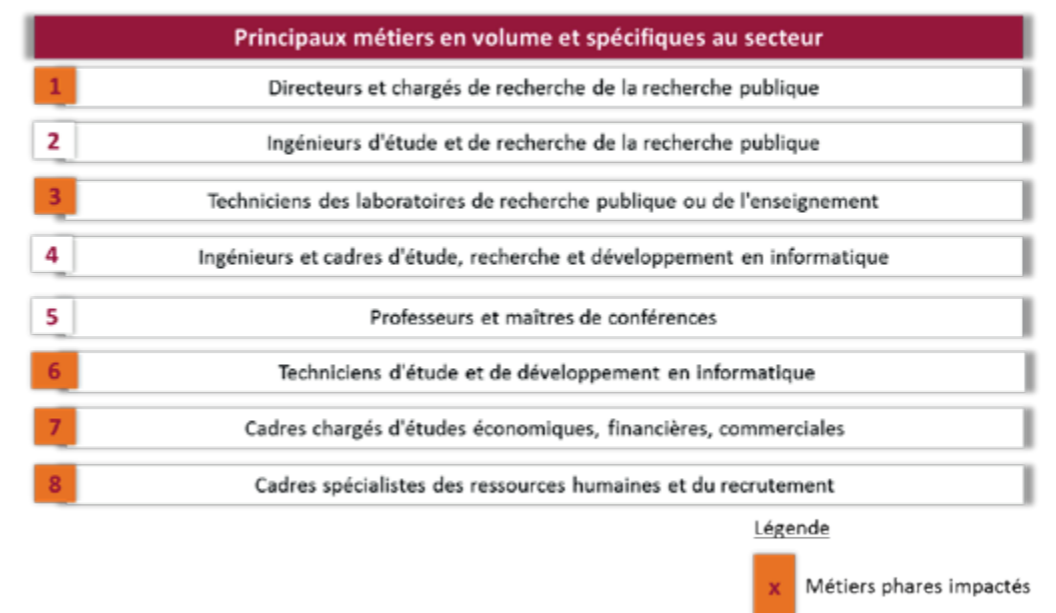 Principaux métiers en volume et spécifiques au secteur
1 Directeurs et chargés de recherche de la recherche publique
2 Ingénieurs d'étude et de recherche de la recherche publique
3 Techniciens des laboratoires de recherche publique ou de l'enseignement
4 Ingénieurs et cadres d'étude, recherche et développement en informatique
5 Professeurs et maîtres de conférences
6 Techniciens d'étude et de développement en informatique
7 Cadres chargés d'études économiques, financières, commerciales
8 Cadres spécialistes des ressources humaines et du recrutement
Légende
x Métiers phares impactés